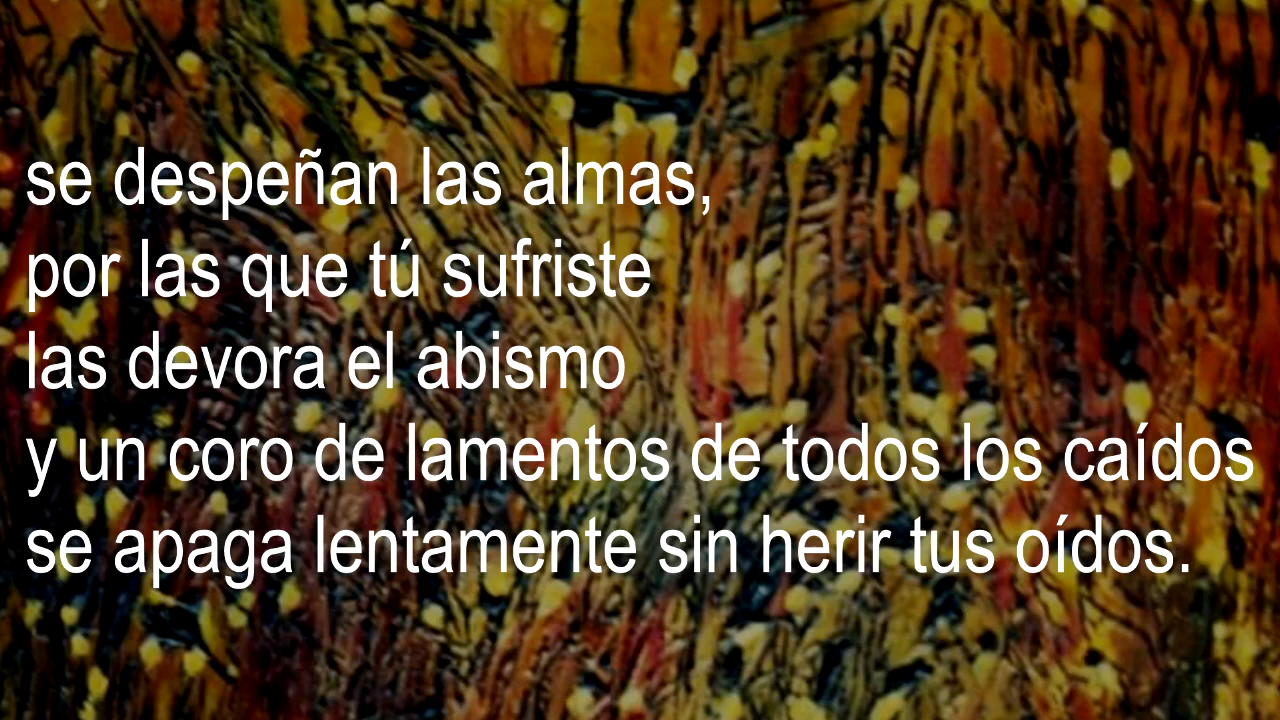 se despeñan las almas,
por las que tú sufriste
las devora el abismo
y un coro de lamentos de todos los caídos
se apaga lentamente sin herir tus oídos.